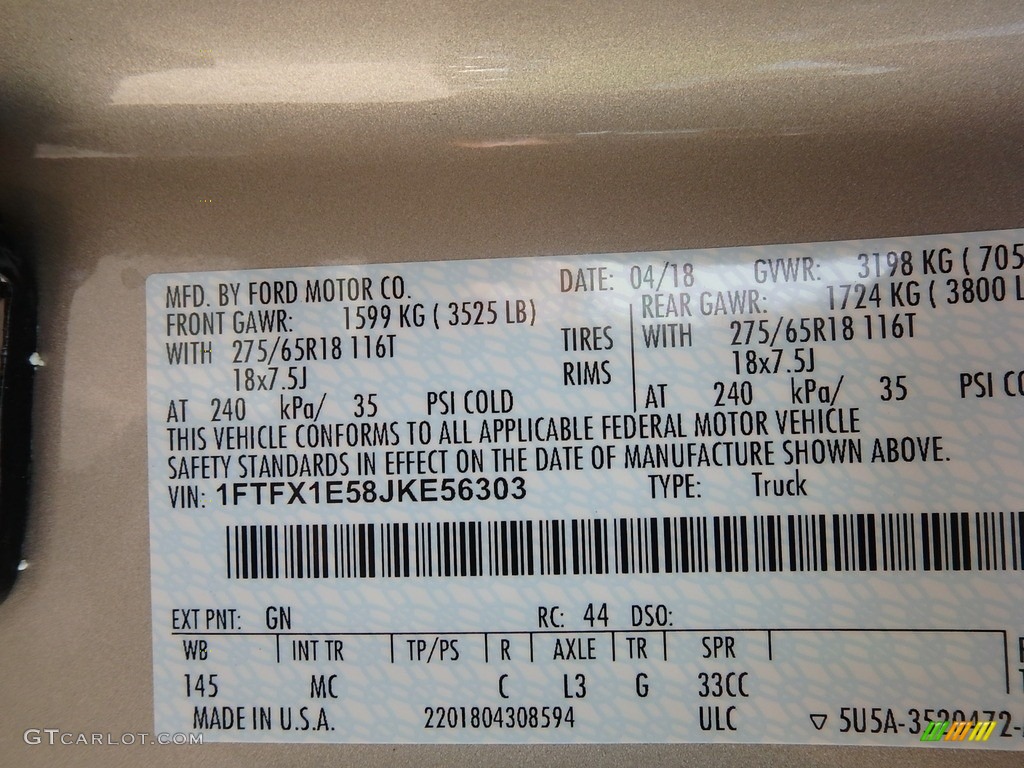 MFD. BY FORD MOTOR CO. DATE: 04/18 GVWR: 3198 KG ( 705
FRONT GAWR: 1599 KG ( 3525 LB) REAR GAWR: 1724 KG ( 3800 L
WITH 275/65R18 116T TIRES WITH 275/65R18 116T
18x7.5J RIMS 18x7.5J
AT 240 kPa/ 35 PSI COLD AT 240 kPa/ 35 PSI CO
THIS VEHICLE CONFORMS TO ALL APPLICABLE FEDERAL MOTOR VEHICLE
SAFETY STANDARDS IN EFFECT ON THE DATE OF MANUFACTURE SHOWN ABOVE.
VIN: 1FTFX1E58JKE56303 TYPE: Truck
EXT PNT: GN RC: 44 DSO:
WB INT TR TP/PS R AXLE TR SPR
145 MC C L3 G 33CC
MADE IN U.S.A. 2201804308594 ULC 5U5A-3520472-
GTCARLOT.COM